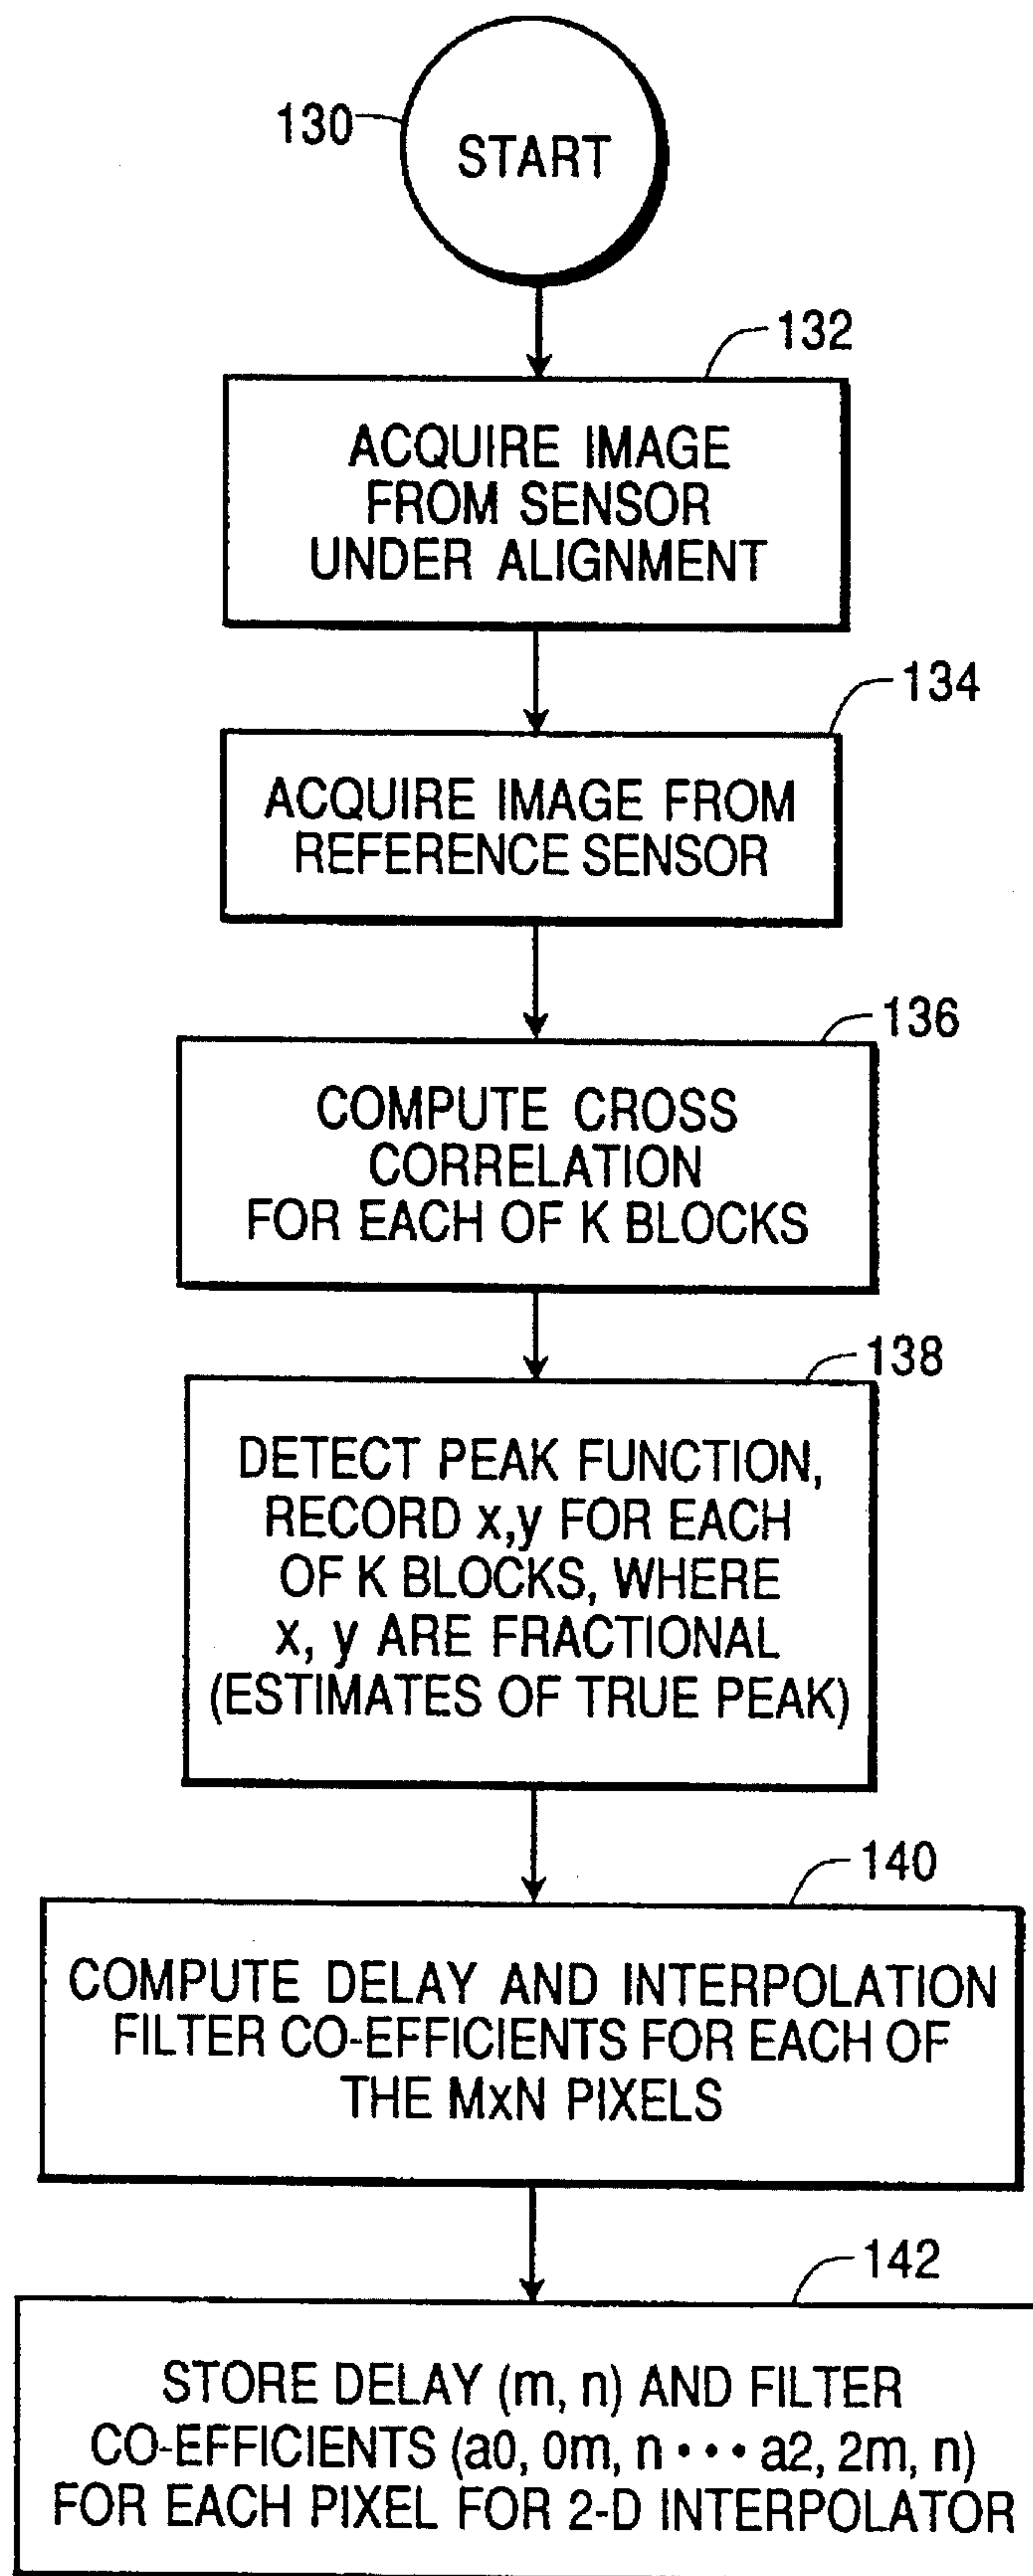 130
START
132
ACQUIRE IMAGE
FROM SENSOR
UNDER ALIGNMENT
134
ACQUIRE IMAGE FROM
REFERENCE SENSOR
136
COMPUTE CROSS
CORRELATION
FOR EACH OF K BLOCKS
138
DETECT PEAK FUNCTION,
RECORD x,y FOR EACH
OF K BLOCKS, WHERE
x, y ARE FRACTIONAL
(ESTIMATES OF TRUE PEAK)
140
COMPUTE DELAY AND INTERPOLATION
FILTER CO-EFFICIENTS FOR EACH OF
THE MxN PIXELS
142
STORE DELAY (m, n) AND FILTER
CO-EFFICIENTS (a0, 0m, n • • • a2, 2m, n)
FOR EACH PIXEL FOR 2-D INTERPOLATOR